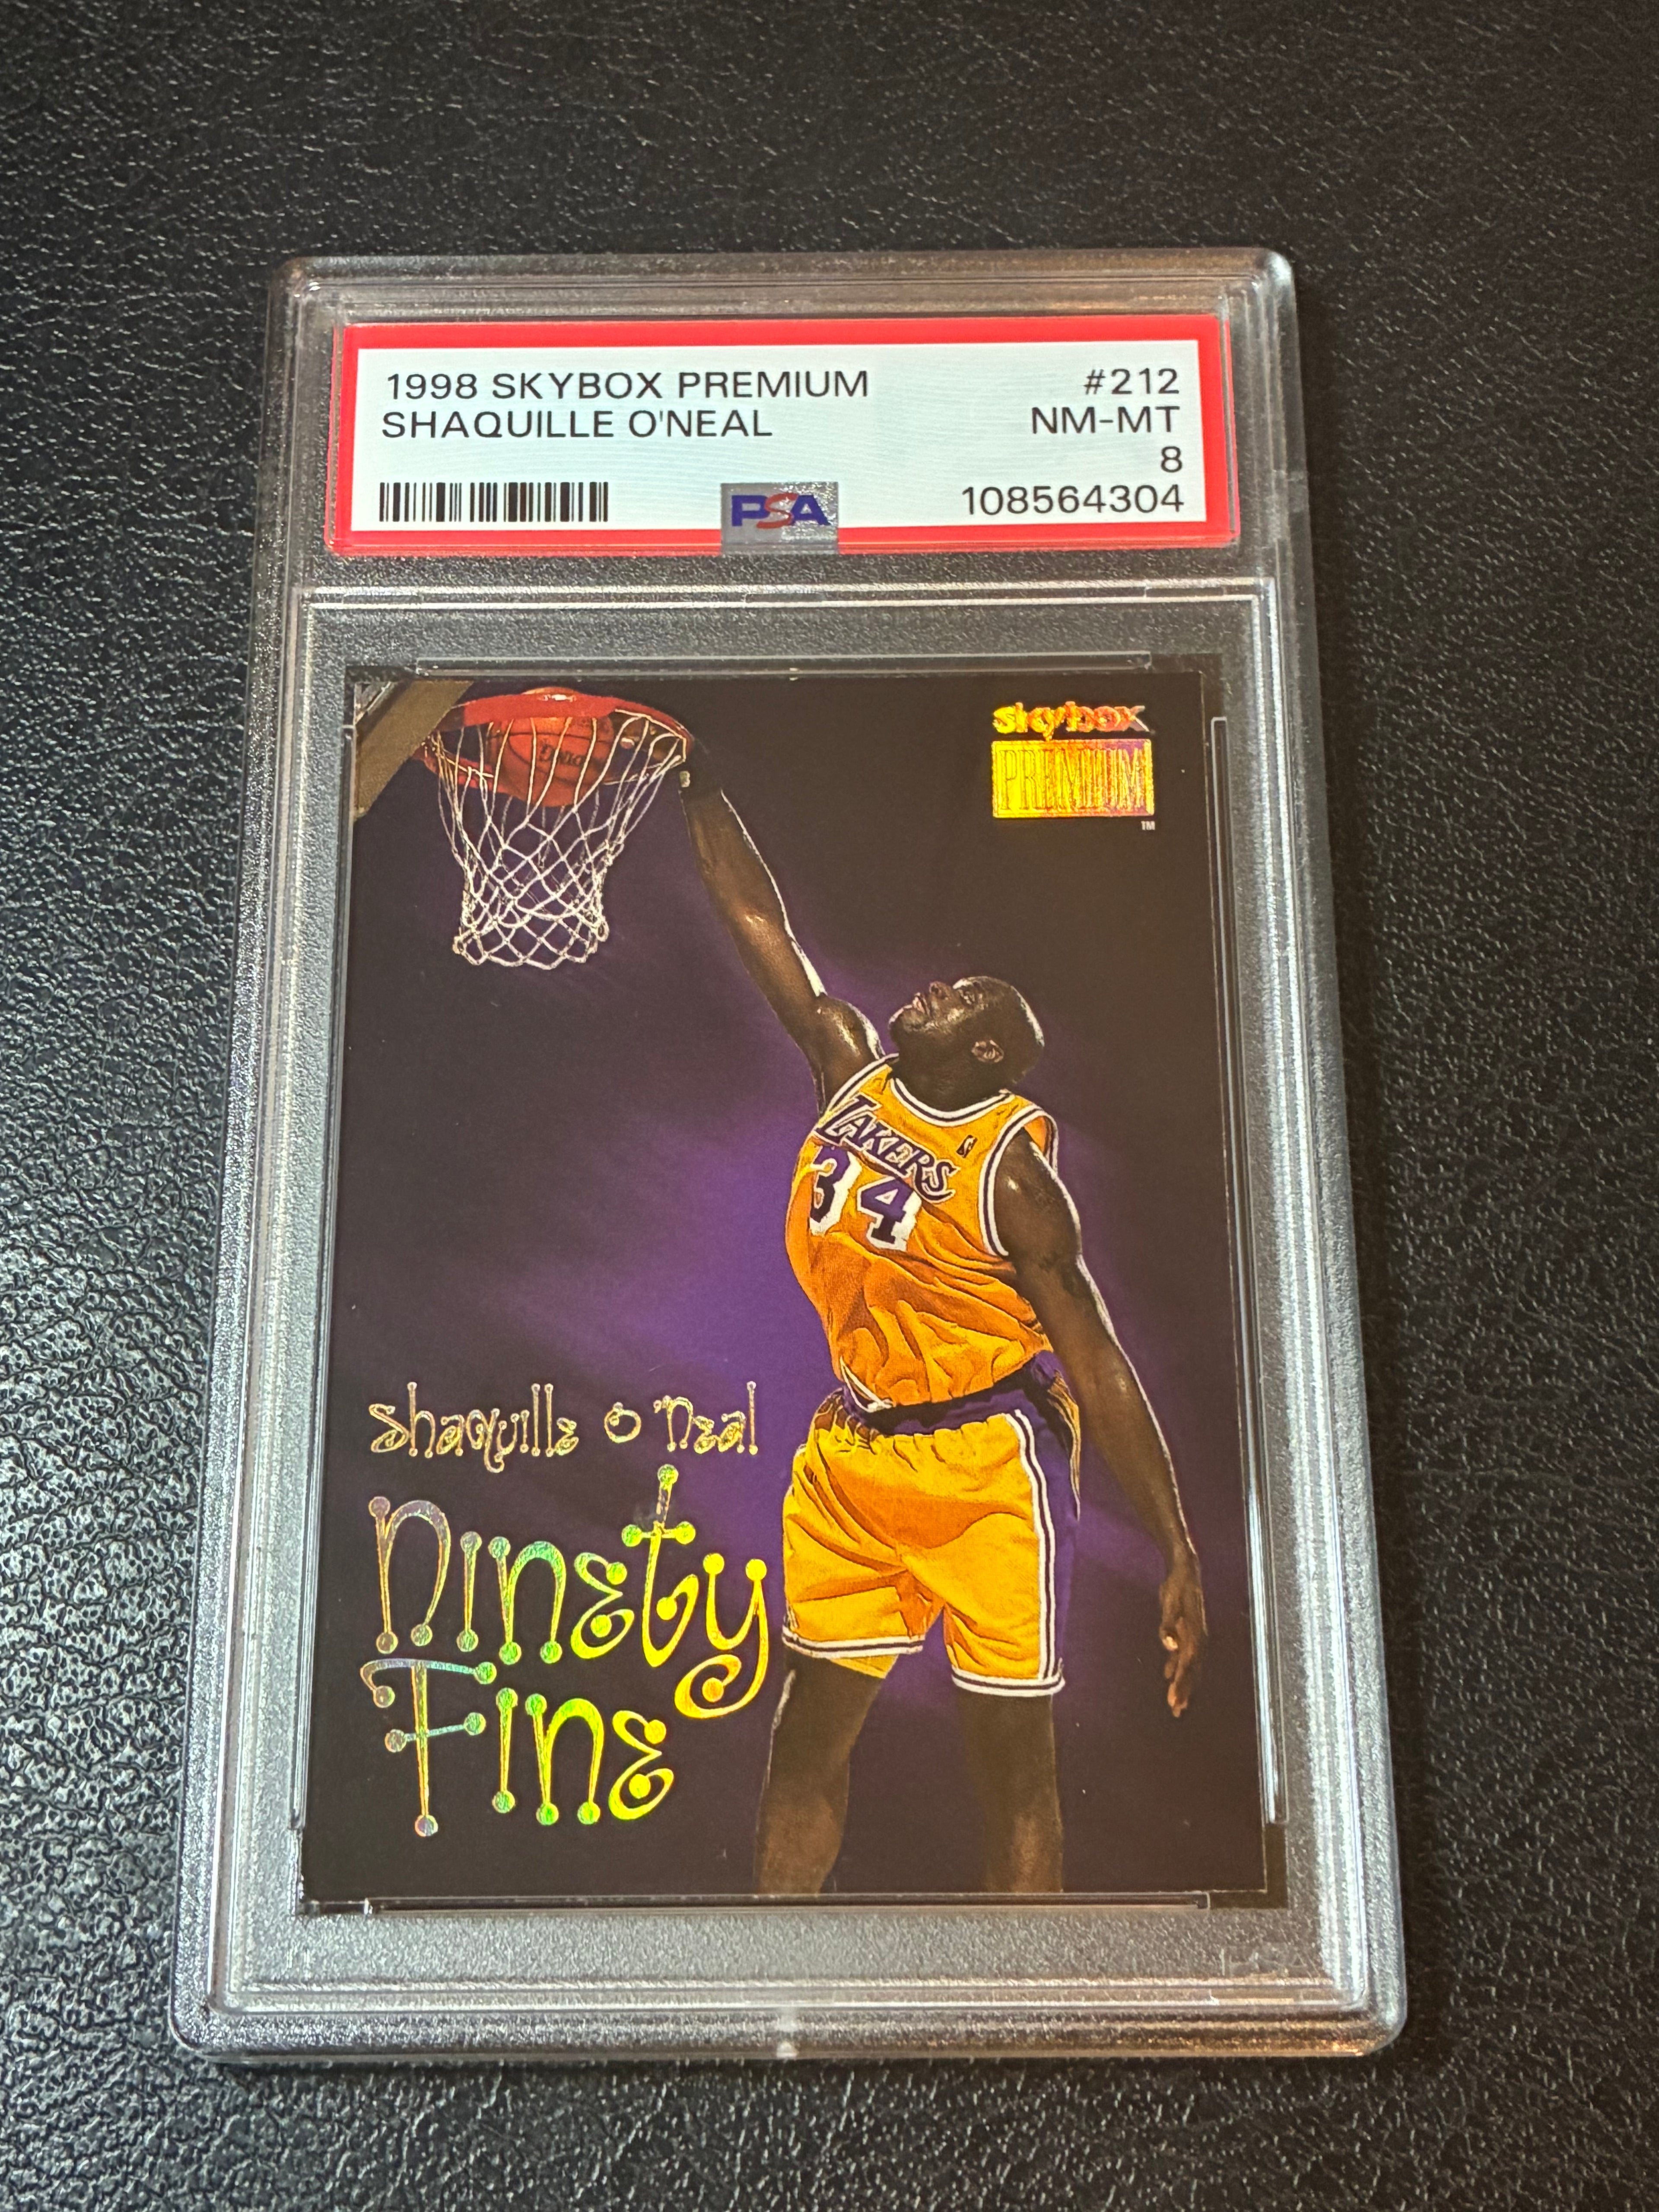 1998 SKYBOX PREMIUM #212
SHAQUILLE O'NEAL NM-MT
8
PSA 108564304
skybox
PREMIUM
TM
LAKERS
34
Shaquille O'Neal
Ninety
Fine